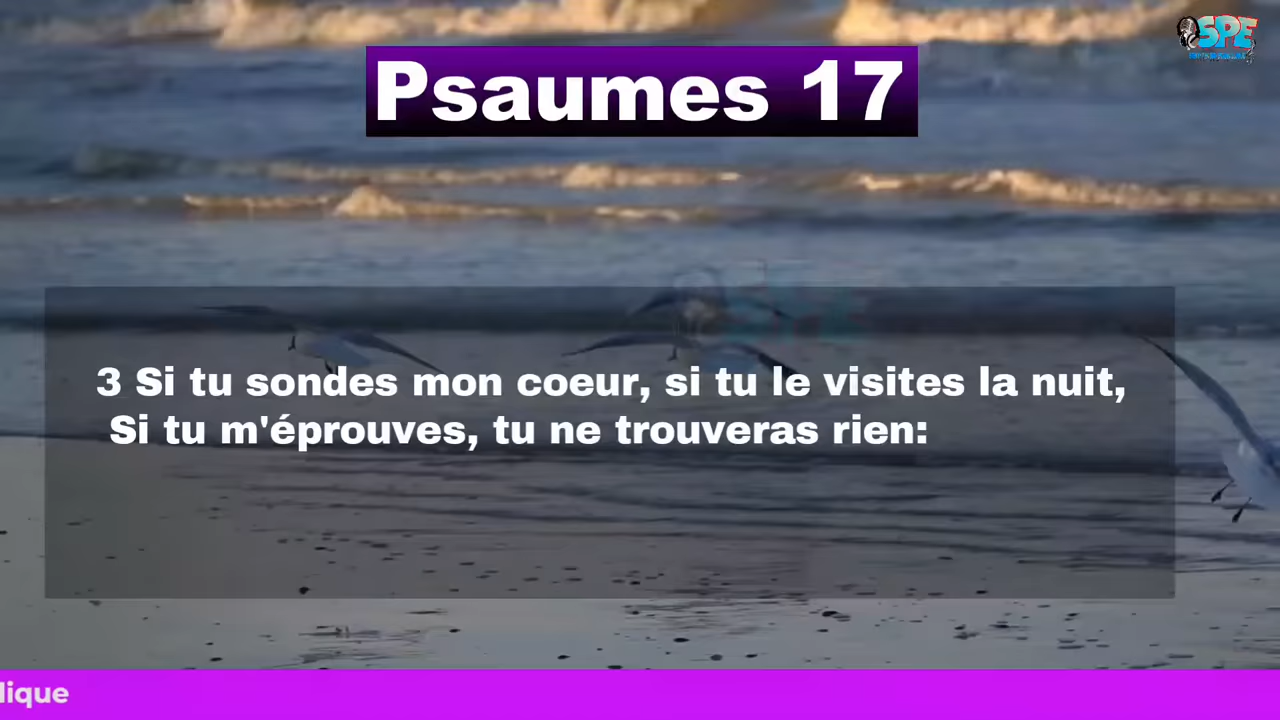 SPE
Psaumes 17
3 Si tu sondes mon coeur, si tu le visites la nuit,
Si tu m'éprouves, tu ne trouveras rien:
lique